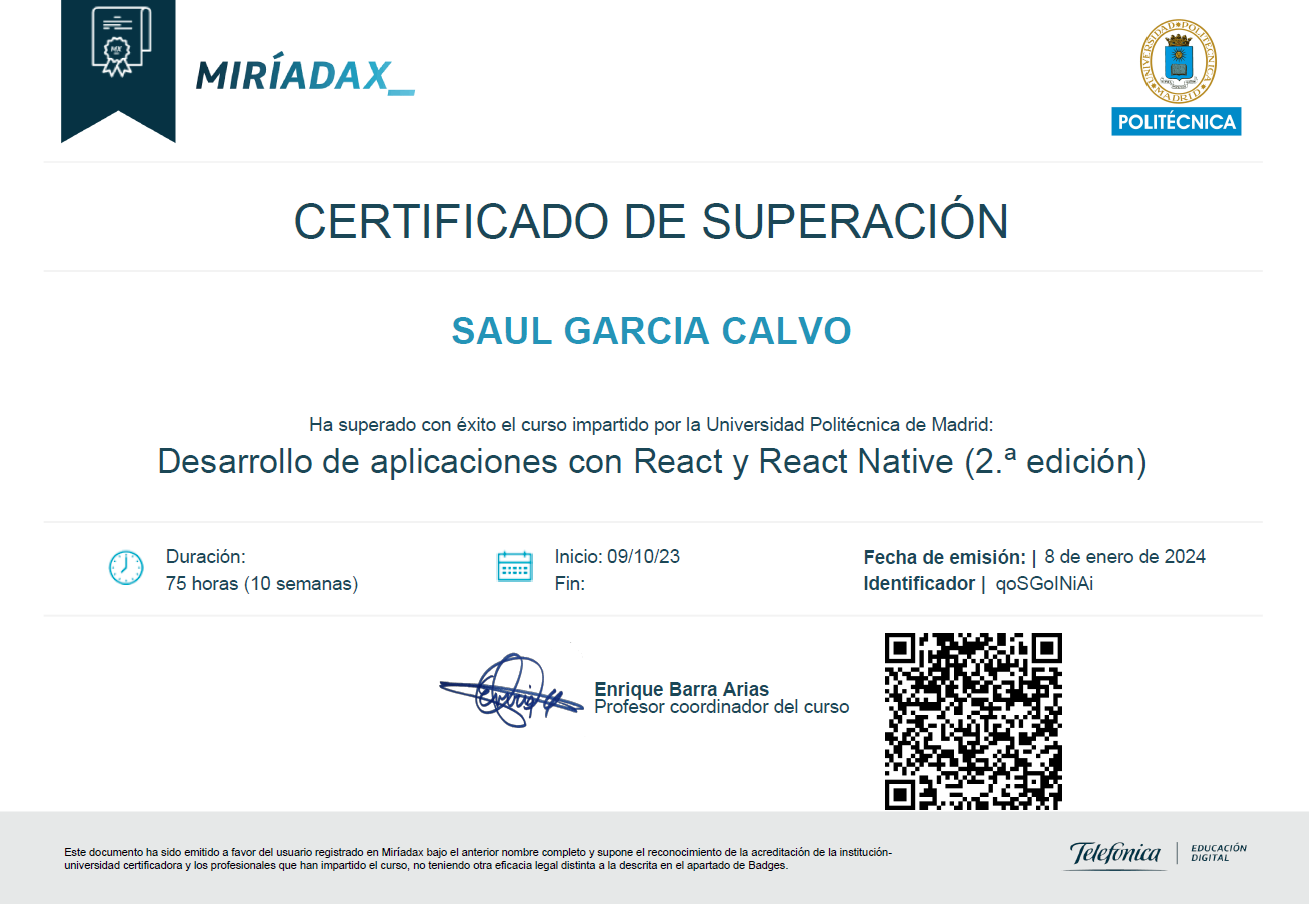 MX
MIRÍADAX_
UNIVERSIDAD POLITÉCNICA
MADRID
POLITÉCNICA
CERTIFICADO DE SUPERACIÓN
SAUL GARCIA CALVO
Ha superado con éxito el curso impartido por la Universidad Politécnica de Madrid:
Desarrollo de aplicaciones con React y React Native (2.ª edición)
Duración:
75 horas (10 semanas)
Inicio: 09/10/23
Fin:
Fecha de emisión: | 8 de enero de 2024
Identificador | qoSGoINiAi
Enrique Barra Arias
Profesor coordinador del curso
Este documento ha sido emitido a favor del usuario registrado en Miríadax bajo el anterior nombre completo y supone el reconocimiento de la acreditación de la institución-
universidad certificadora y los profesionales que han impartido el curso, no teniendo otra eficacia legal distinta a la descrita en el apartado de Badges.
Telefónica | EDUCACIÓN
DIGITAL